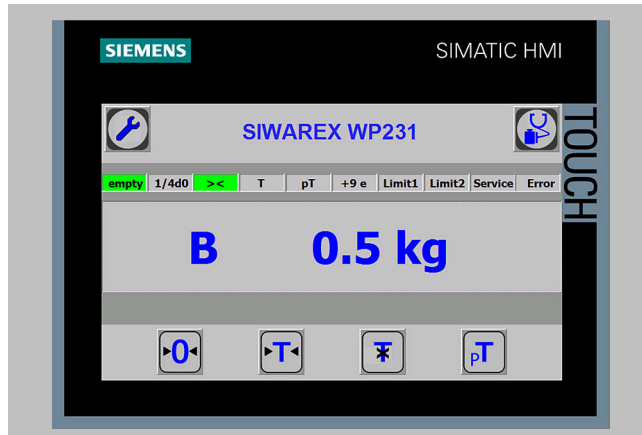 SIEMENS SIMATIC HMI
SIWAREX WP231
TOUCH
empty 1/4d0 >< T pT +9 e Limit1 Limit2 Service Error
B 0.5 kg
▸0◂ ▸T◂ T pT